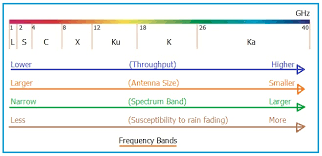 GHz
1 2 4 8 12 18 26 40
L S C X Ku K Ka
Lower (Throughput) Higher
Larger (Antenna Size) Smaller
Narrow (Spectrum Band) Larger
Less (Susceptibility to rain fading) More
Frequency Bands